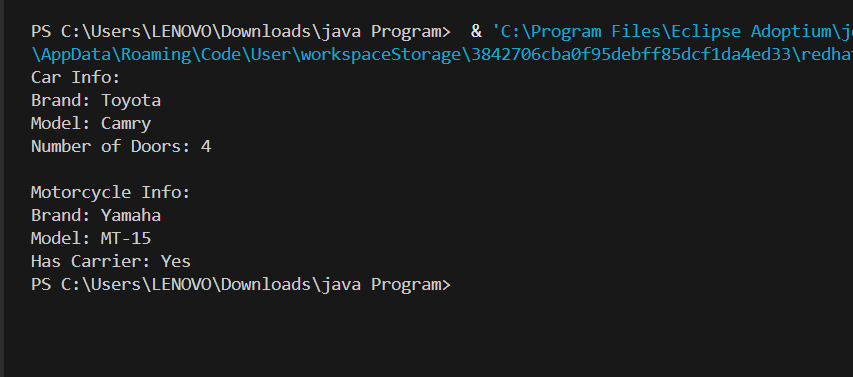 PS C:\Users\LENOVO\Downloads\java Program>  & 'C:\Program Files\Eclipse Adoptium\j
\AppData\Roaming\Code\User\workspaceStorage\3842706cba0f95debff85dcf1da4ed33\redha
Car Info:
Brand: Toyota
Model: Camry
Number of Doors: 4
Motorcycle Info:
Brand: Yamaha
Model: MT-15
Has Carrier: Yes
PS C:\Users\LENOVO\Downloads\java Program>